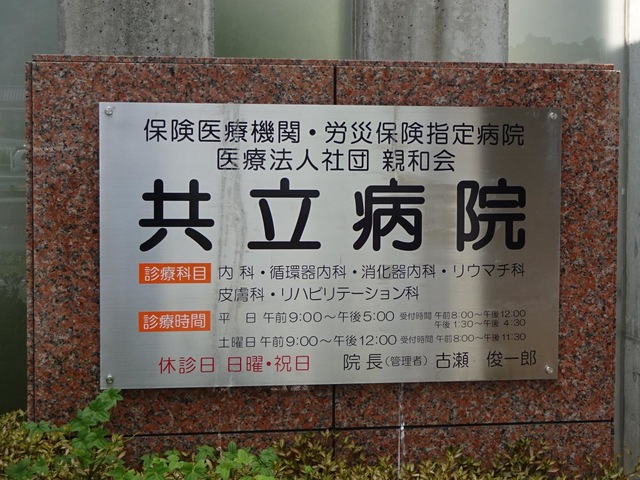 保険医療機関・労災保険指定病院
医療法人社団 親和会
共立病院
診療科目 内科・循環器内科・消化器内科・リウマチ科
皮膚科・リハビリテーション科
診療時間 平 日 午前9:00～午後5:00 受付時間 午前8:00～午後12:00
午後1:30～午後4:30
土曜日 午前9:00～午後12:00 受付時間 午前8:00～午後11:30
休診日 日曜・祝日 院長(管理者) 古瀬 俊一郎